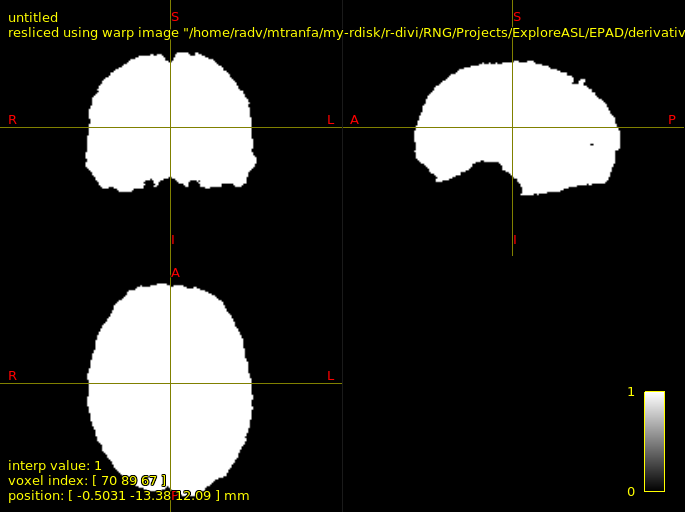 untitled
resliced using warp image "/home/radv/mtranfa/my-rdisk/r-divi/RNG/Projects/ExploreASL/EPAD/derivativ
S
S
R
L
A
P
I
I
A
R
L
1
interp value: 1
voxel index: [ 70 89 67 ]
0
position: [ -0.5031 -13.38 12.09 ] mm